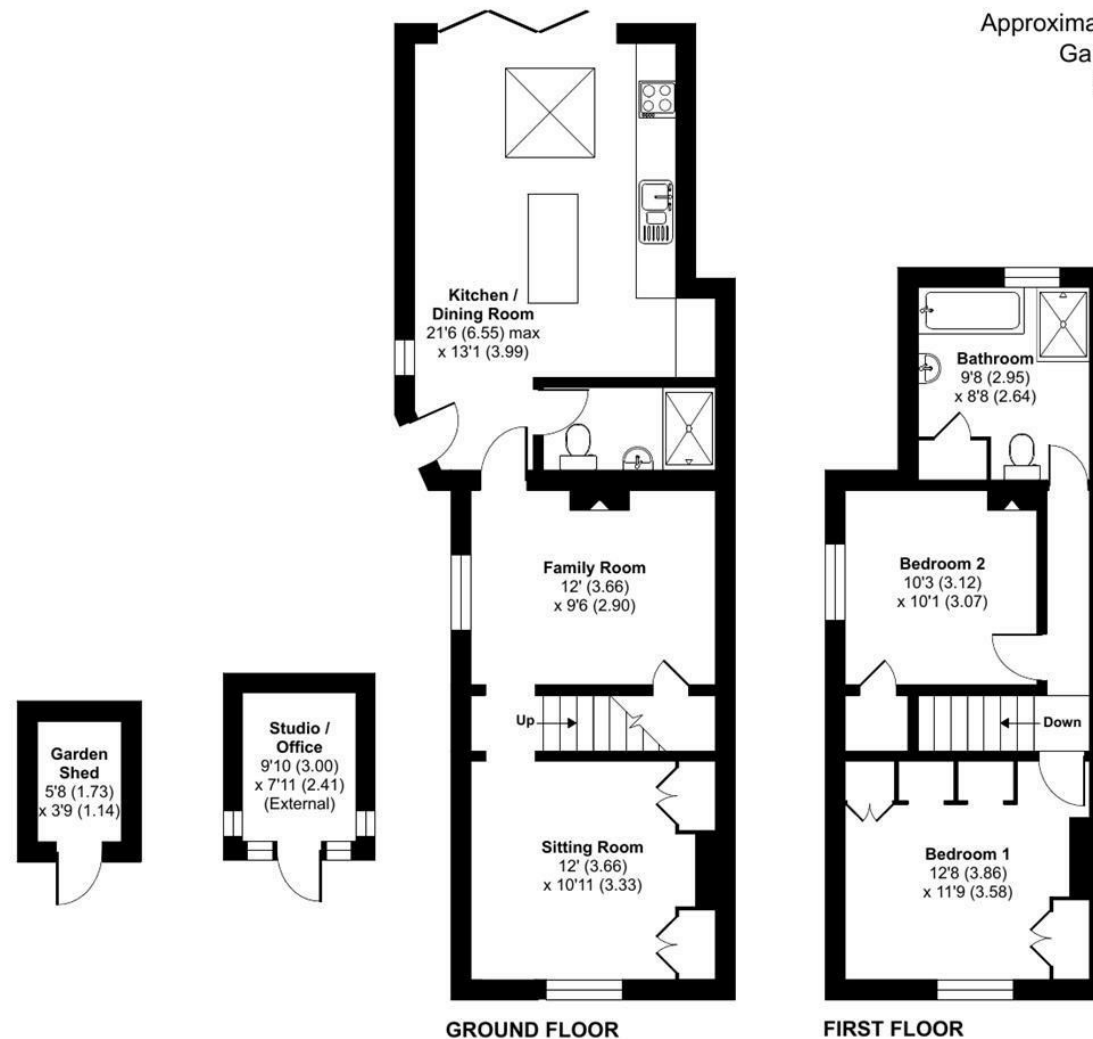 Approxima
Ga
Kitchen /
Dining Room
21'6 (6.55) max
x 13'1 (3.99)
Bathroom
9'8 (2.95)
x 8'8 (2.64)
Family Room
12' (3.66)
x 9'6 (2.90)
Bedroom 2
10'3 (3.12)
x 10'1 (3.07)
Up
Down
Garden
Shed
5'8 (1.73)
x 3'9 (1.14)
Studio /
Office
9'10 (3.00)
x 7'11 (2.41)
(External)
Sitting Room
12' (3.66)
x 10'11 (3.33)
Bedroom 1
12'8 (3.86)
x 11'9 (3.58)
GROUND FLOOR
FIRST FLOOR